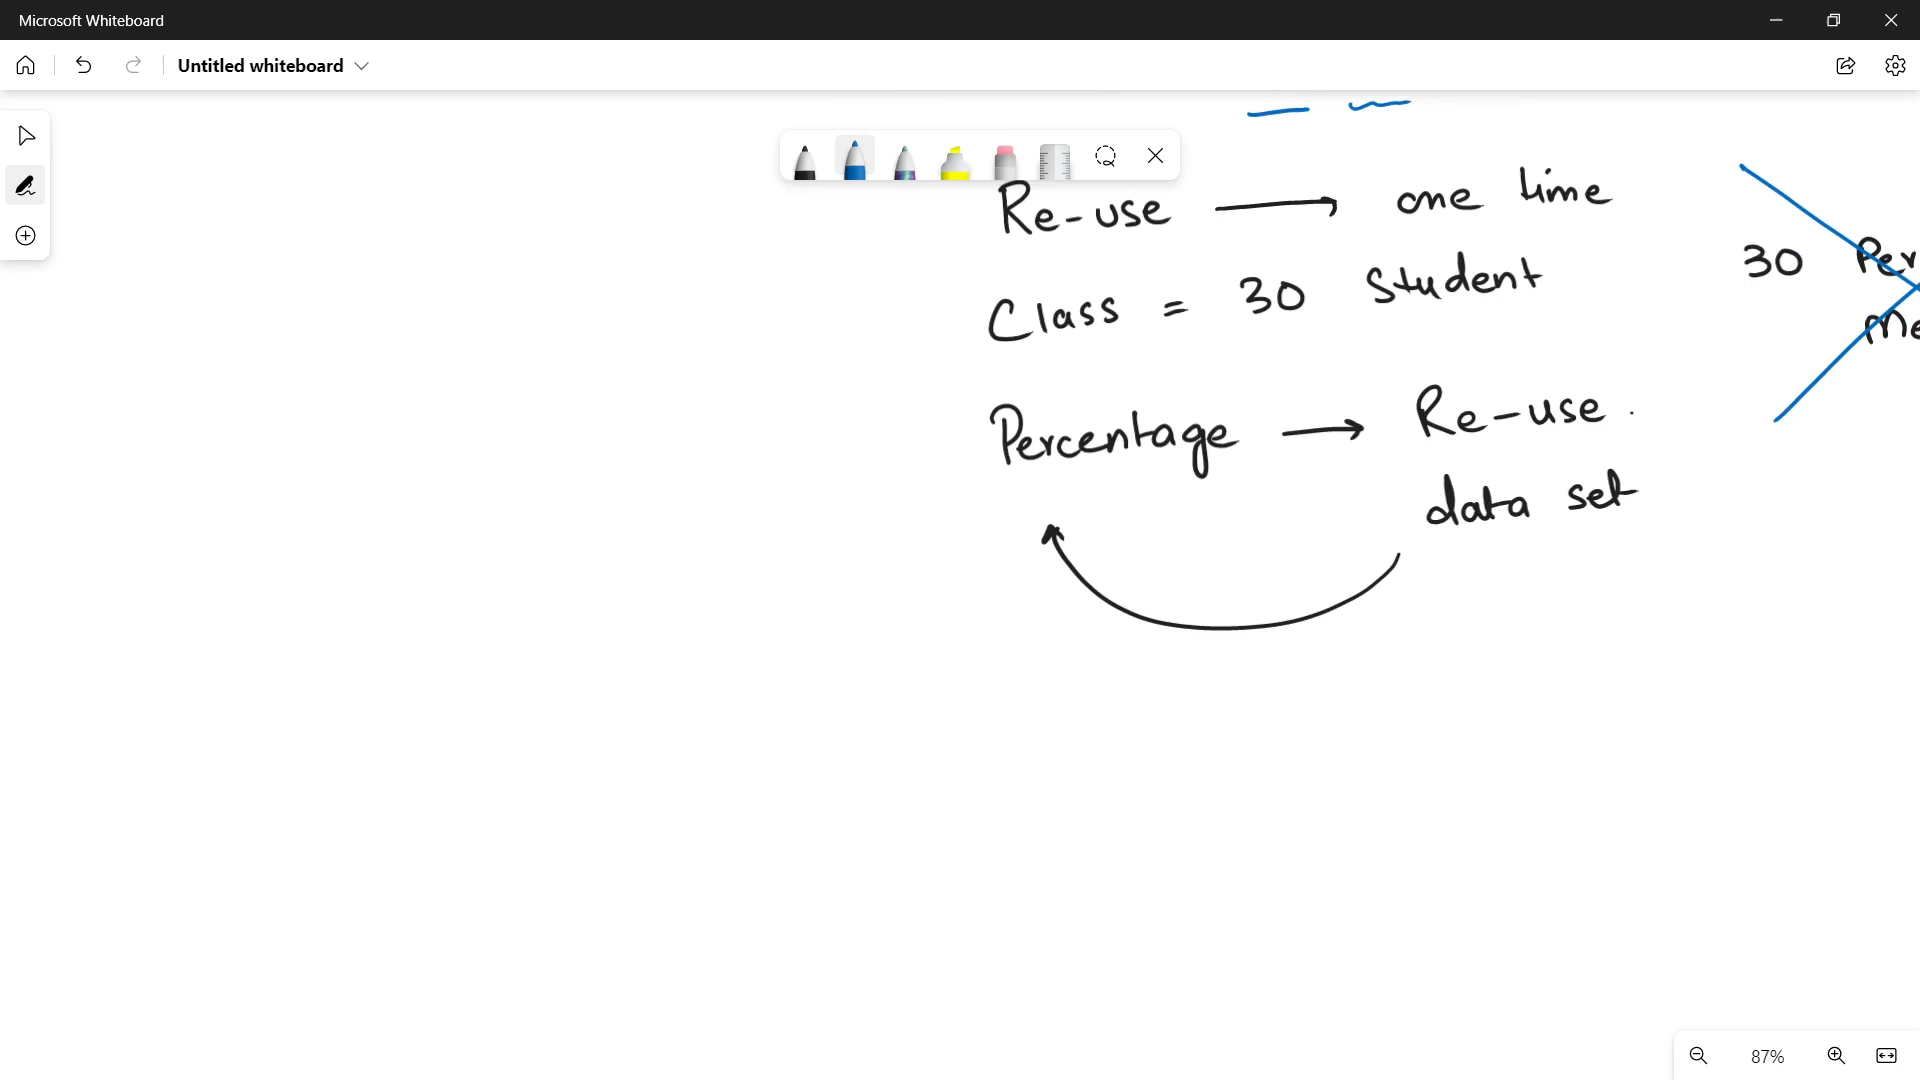 Microsoft Whiteboard
Untitled whiteboard
Re-use → one time
Class = 30 Student
30
Percentage → Re-use.
data set
87%